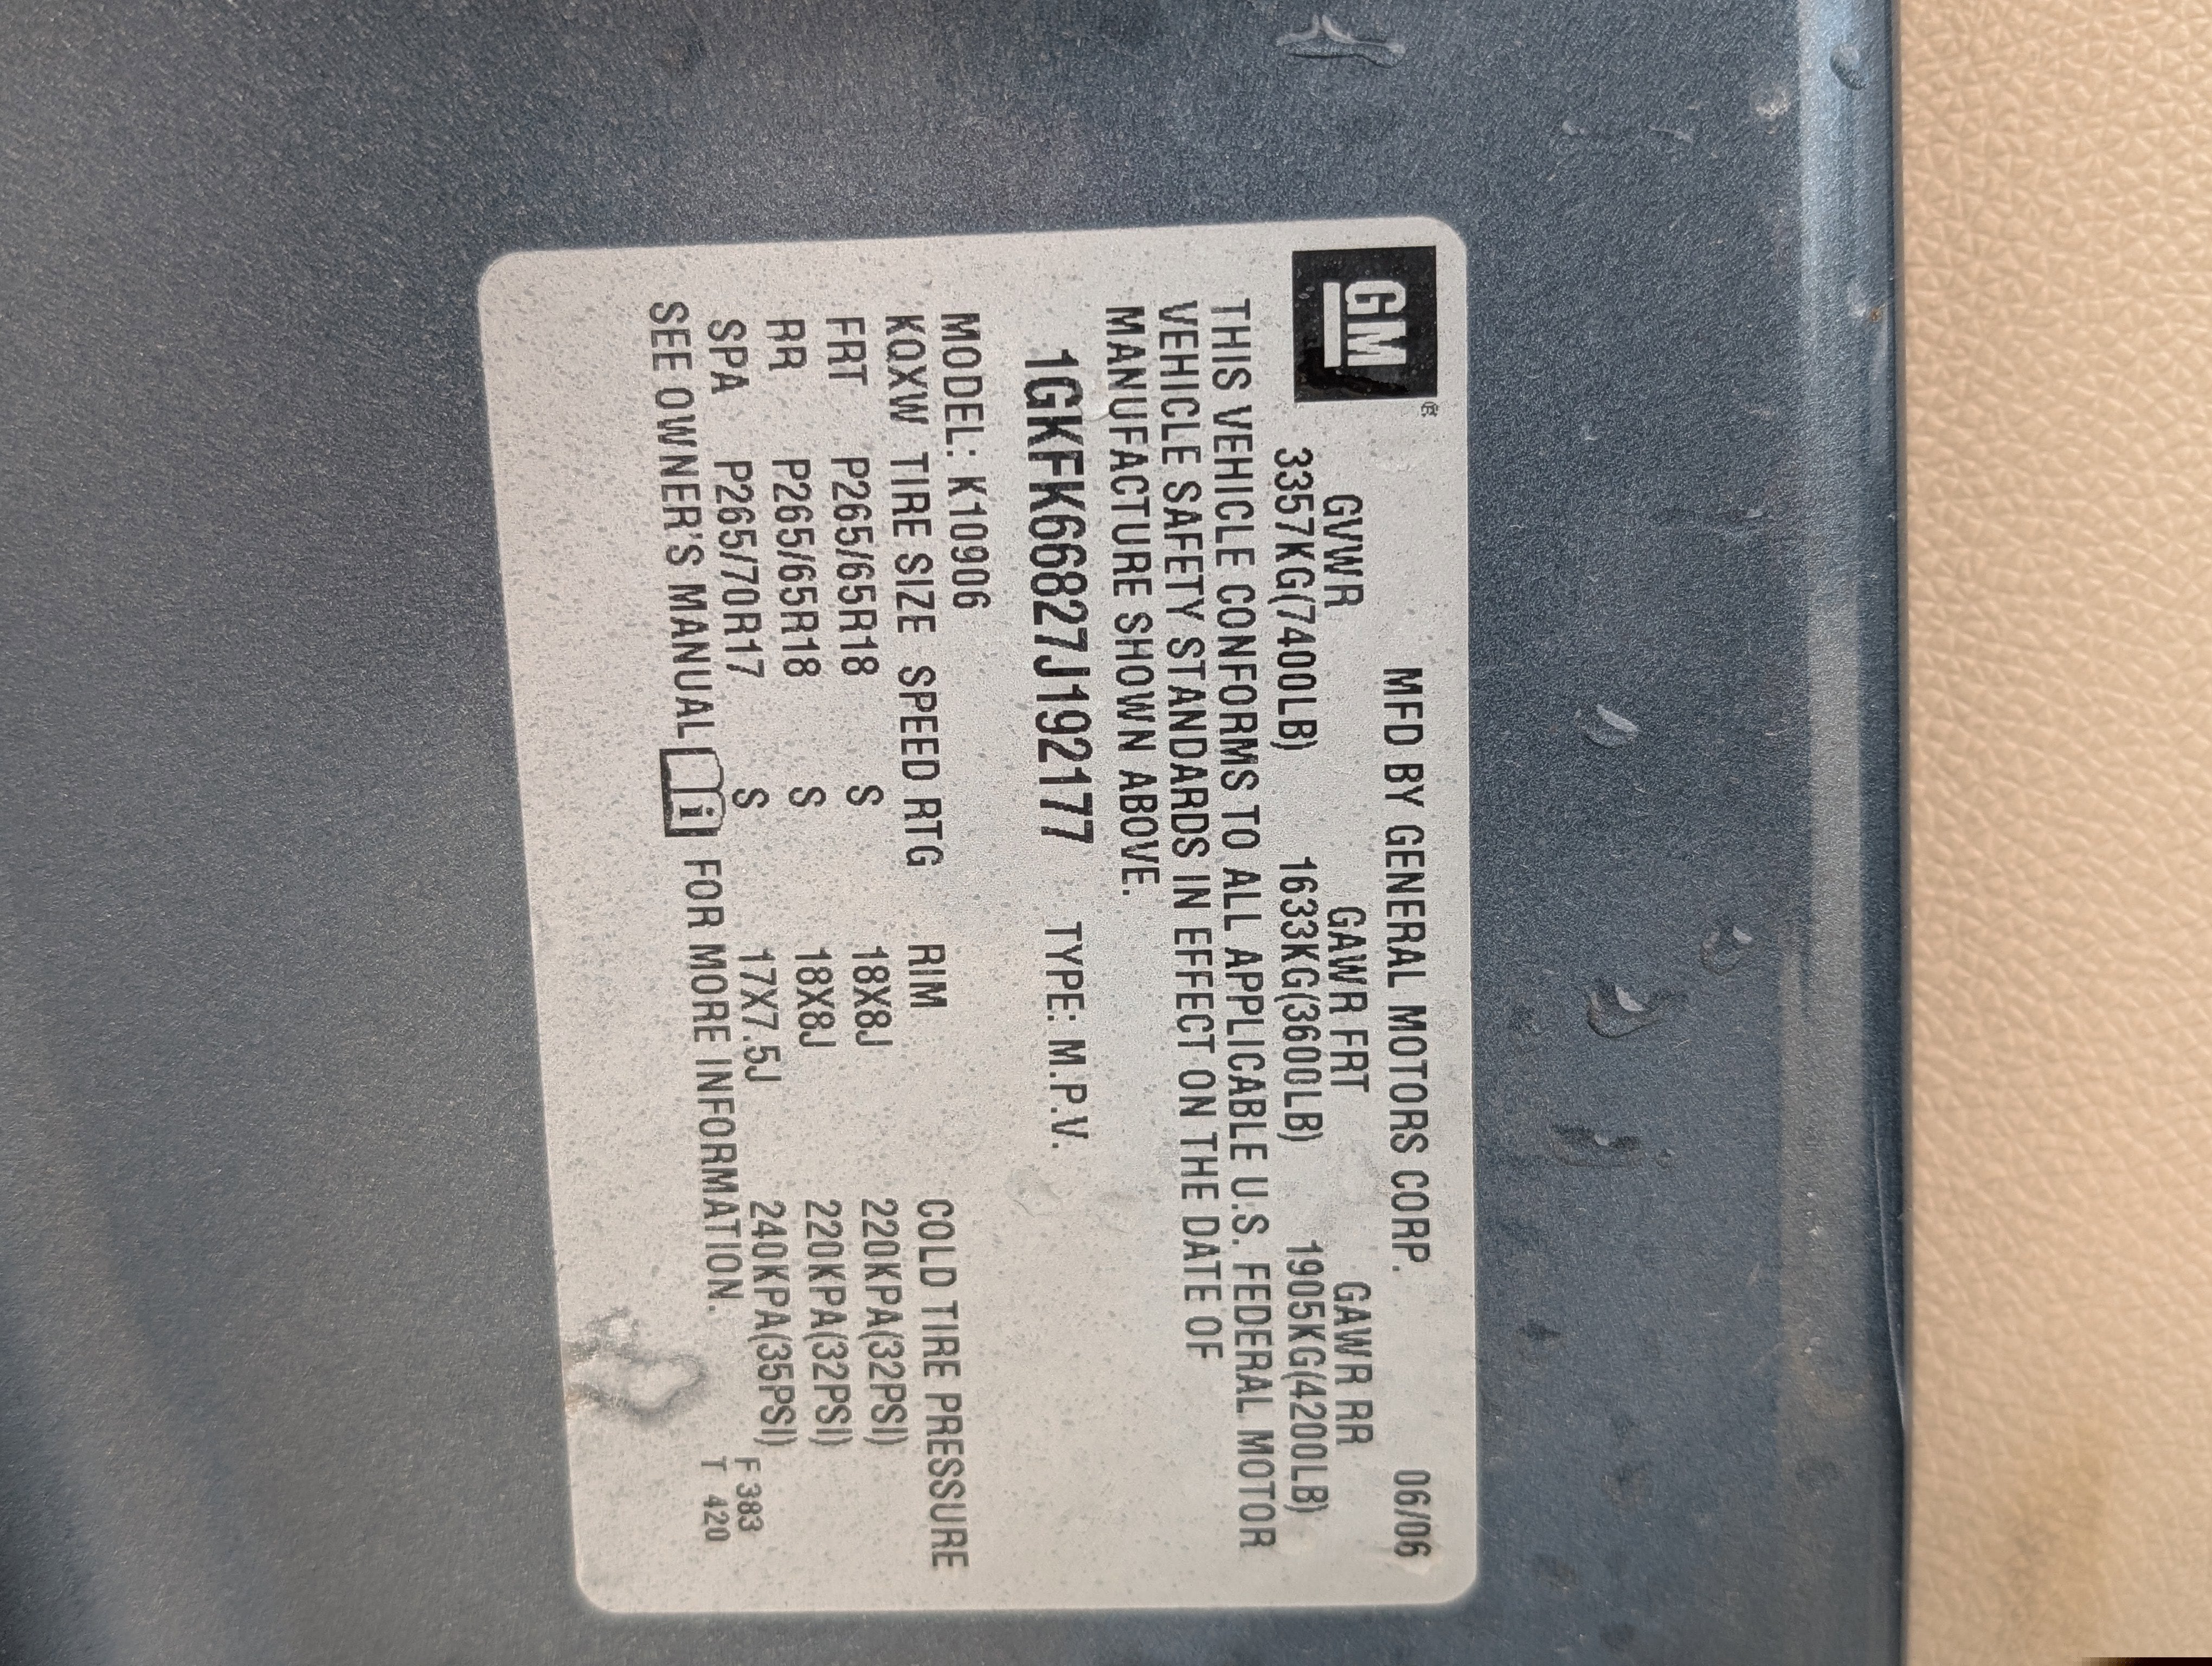 GM®
MFD BY GENERAL MOTORS CORP. 06/06
GVWR GAWR FRT GAWR RR
3357KG(7400LB) 1633KG(3600LB) 1905KG(4200LB)
THIS VEHICLE CONFORMS TO ALL APPLICABLE U.S. FEDERAL MOTOR
VEHICLE SAFETY STANDARDS IN EFFECT ON THE DATE OF
MANUFACTURE SHOWN ABOVE.
1GKFK66827J192177 TYPE: M.P.V.
MODEL: K10906
KQXW TIRE SIZE SPEED RTG RIM COLD TIRE PRESSURE
FRT P265/65R18 S 18X8J 220KPA(32PSI)
RR P265/65R18 S 18X8J 220KPA(32PSI)
SPA P265/70R17 S 17X7.5J 240KPA(35PSI)
SEE OWNER'S MANUAL i FOR MORE INFORMATION.
F 383
T 420